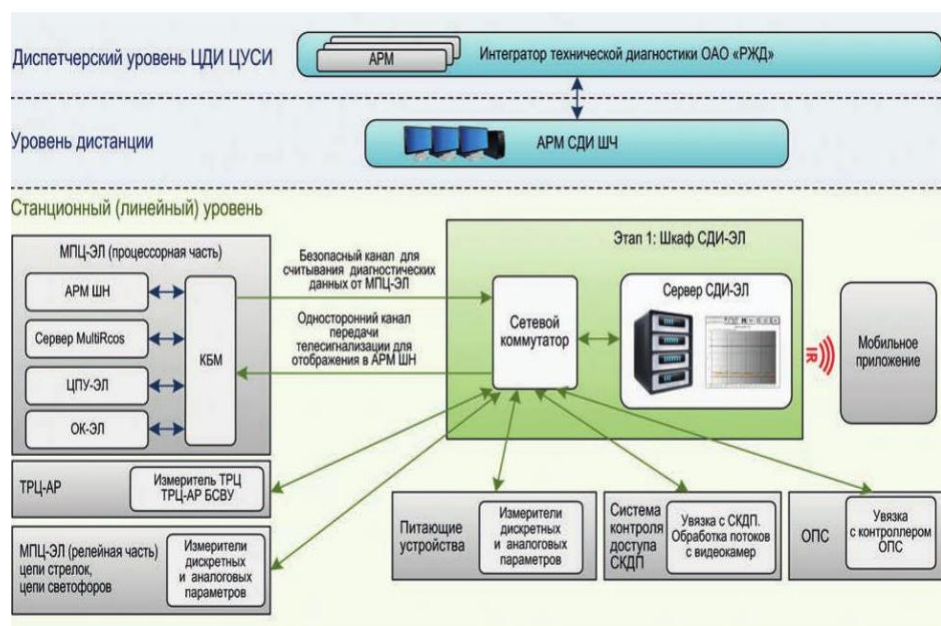 Диспетчерский уровень ЦДИ ЦУСИ
АРМ
Интегратор технической диагностики ОАО «РЖД»
Уровень дистанции
АРМ СДИ ШЧ
Станционный (линейный) уровень
МПЦ-ЭЛ (процессорная часть)
АРМ ШН
Сервер MultiRcos
ЦПУ-ЭЛ
ОК-ЭЛ
КБМ
Безопасный канал для
считывания диагностических
данных от МПЦ-ЭЛ
Односторонний канал
передачи
телесигнализации для
отображения в АРМ ШН
Этап 1: Шкаф СДИ-ЭЛ
Сетевой
коммутатор
Сервер СДИ-ЭЛ
IR
Мобильное
приложение
ТРЦ-АР
Измеритель ТРЦ
ТРЦ-АР БСВУ
МПЦ-ЭЛ (релейная часть)
цепи стрелок,
цепи светофоров
Измерители
дискретных
и аналоговых
параметров
Питающие
устройства
Измерители
дискретных
и аналоговых
параметров
Система
контроля
доступа
СКДП
Увязка с СКДП.
Обработка потоков
с видеокамер
ОПС
Увязка
с контроллером
ОПС